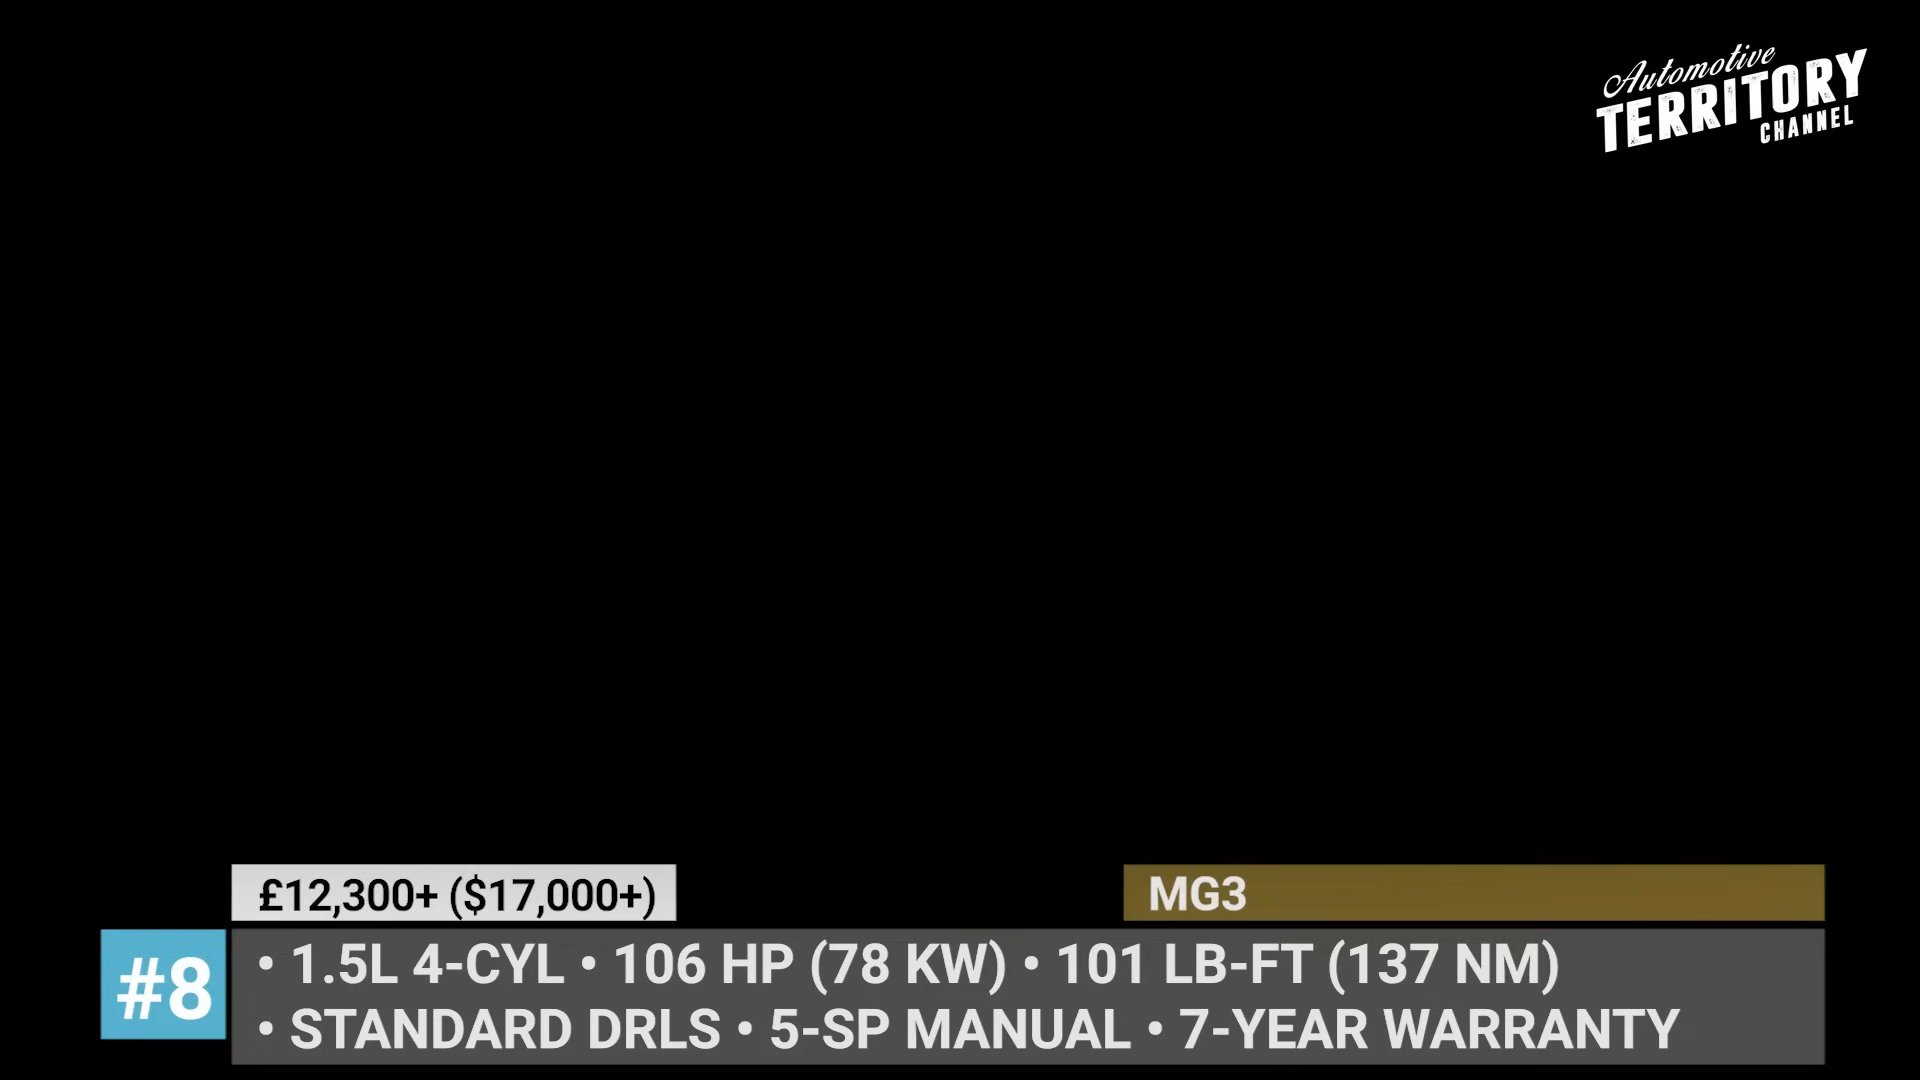 Automotive
TERRITORY
CHANNEL
£12,300+ ($17,000+)
MG3
#8
• 1.5L 4-CYL • 106 HP (78 KW) • 101 LB-FT (137 NM)
• STANDARD DRLS • 5-SP MANUAL • 7-YEAR WARRANTY